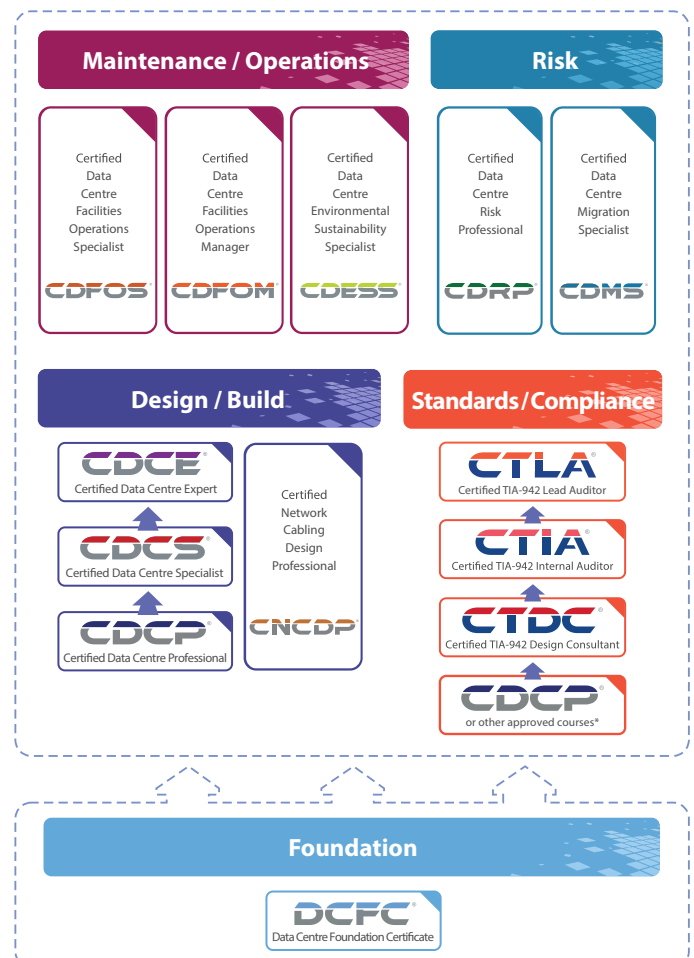 Maintenance / Operations
Certified
Data
Centre
Facilities
Operations
Specialist
CDFOS®
Certified
Data
Centre
Facilities
Operations
Manager
CDFOM®
Certified
Data
Centre
Environmental
Sustainability
Specialist
CDESS®
Risk
Certified
Data
Centre
Risk
Professional
CDRP®
Certified
Data
Centre
Migration
Specialist
CDMS®
Design / Build
CDCE®
Certified Data Centre Expert
CDCS®
Certified Data Centre Specialist
CDCP®
Certified Data Centre Professional
Certified
Network
Cabling
Design
Professional
CNCDP®
Standards/Compliance
CTLA®
Certified TIA-942 Lead Auditor
CTIA®
Certified TIA-942 Internal Auditor
CTDC®
Certified TIA-942 Design Consultant
CDCP®
or other approved courses*
Foundation
DCFC®
Data Centre Foundation Certificate